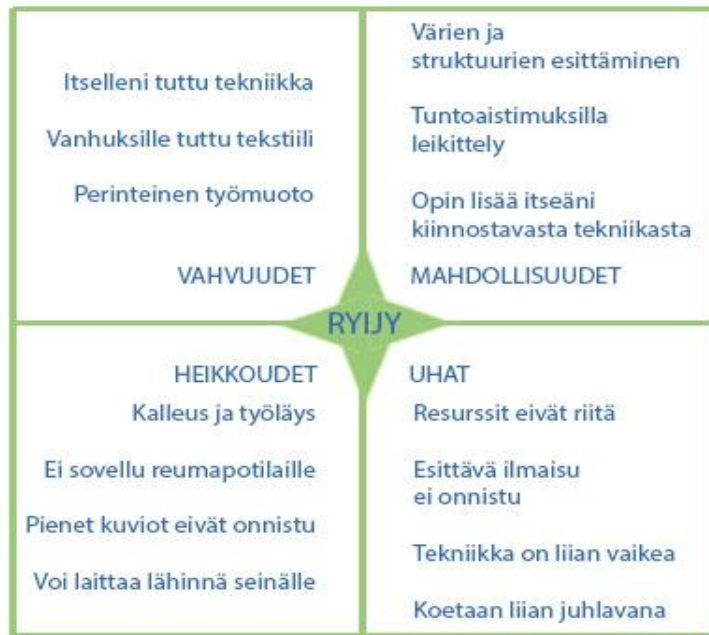 Itselleni tuttu tekniikka
Vanhuksille tuttu tekstiili
Perinteinen työmuoto
VAHVUUDET
Värien ja
struktuurien esittäminen
Tuntoaistimuksilla
leikittely
Opin lisää itseäni
kiinnostavasta tekniikasta
MAHDOLLISUUDET
RYIJY
HEIKKOUDET
Kalleus ja työläys
Ei sovellu reumapotilaille
Pienet kuviot eivät onnistu
Voi laittaa lähinnä seinälle
UHAT
Resurssit eivät riitä
Esittävä ilmaisu
ei onnistu
Tekniikka on liian vaikea
Koetaan liian juhlavana